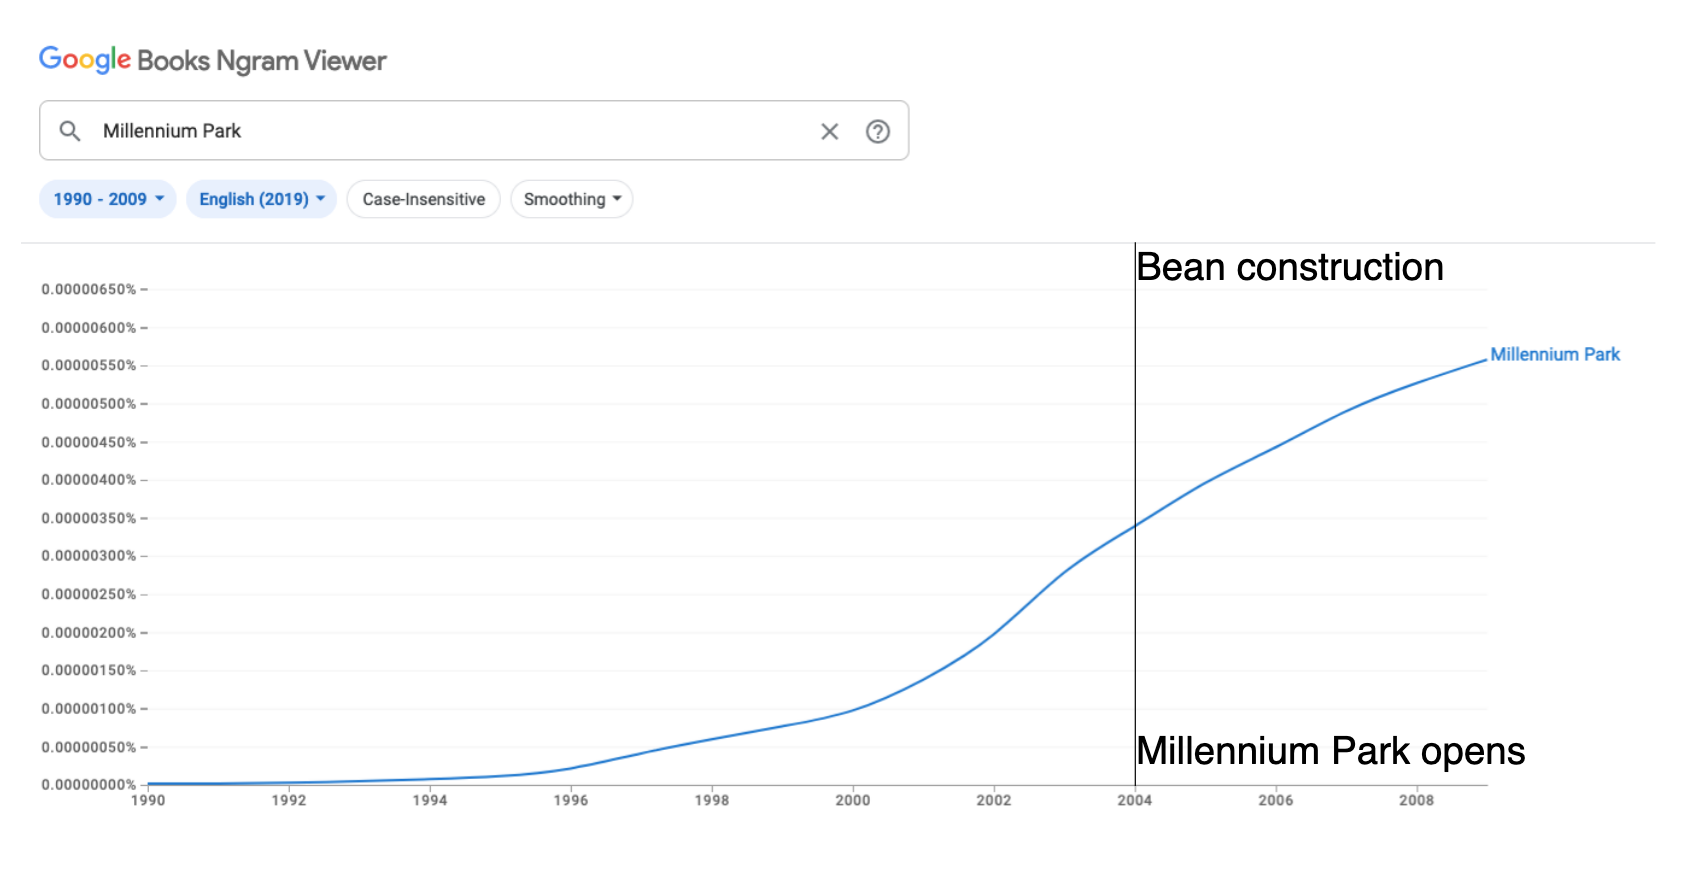 Google Books Ngram Viewer
Millennium Park
1990 - 2009 English (2019) Case-Insensitive Smoothing
Bean construction
0.00000650%
0.00000600%
Millennium Park
0.00000550%
0.00000500%
0.00000450%
0.00000400%
0.00000350%
0.00000300%
0.00000250%
0.00000200%
0.00000150%
0.00000100%
0.00000050%
Millennium Park opens
0.00000000%
1990 1992 1994 1996 1998 2000 2002 2004 2006 2008